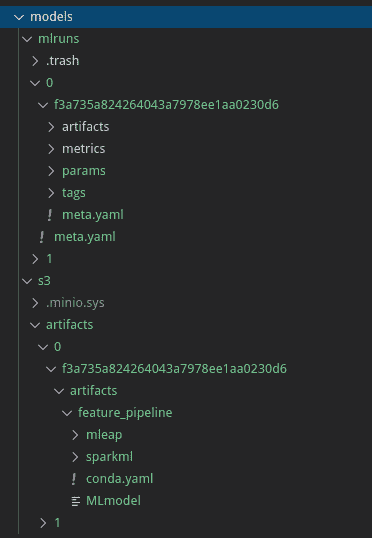 models
mlruns
.trash
0
f3a735a824264043a7978ee1aa0230d6
artifacts
metrics
params
tags
! meta.yaml
! meta.yaml
1
s3
.minio.sys
artifacts
0
f3a735a824264043a7978ee1aa0230d6
artifacts
feature_pipeline
mleap
sparkml
! conda.yaml
MLmodel
1